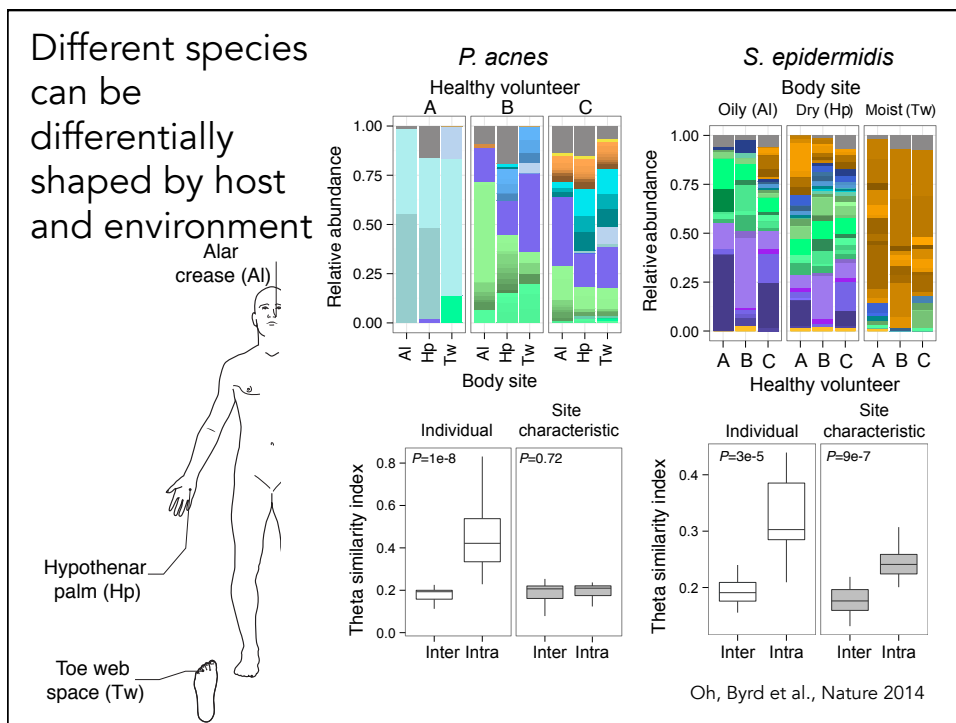 Different species
can be
differentially
shaped by host
and environment
Alar
crease (Al)
Hypothenar
palm (Hp)
Toe web
space (Tw)
P. acnes
Healthy volunteer
A B C
Relative abundance
1.00
0.75
0.50
0.25
0.00
Al Hp Tw Al Hp Tw Al Hp Tw
Body site
S. epidermidis
Body site
Oily (Al) Dry (Hp) Moist (Tw)
Relative abundance
1.00
0.75
0.50
0.25
0.00
A B C A B C A B C
Healthy volunteer
Individual
Site
characteristic
P=1e-8
P=0.72
Theta similarity index
0.8
0.6
0.4
0.2
0.0
Inter Intra Inter Intra
Individual
Site
characteristic
P=3e-5
P=9e-7
Theta similarity index
0.4
0.3
0.2
Inter Intra Inter Intra
Oh, Byrd et al., Nature 2014